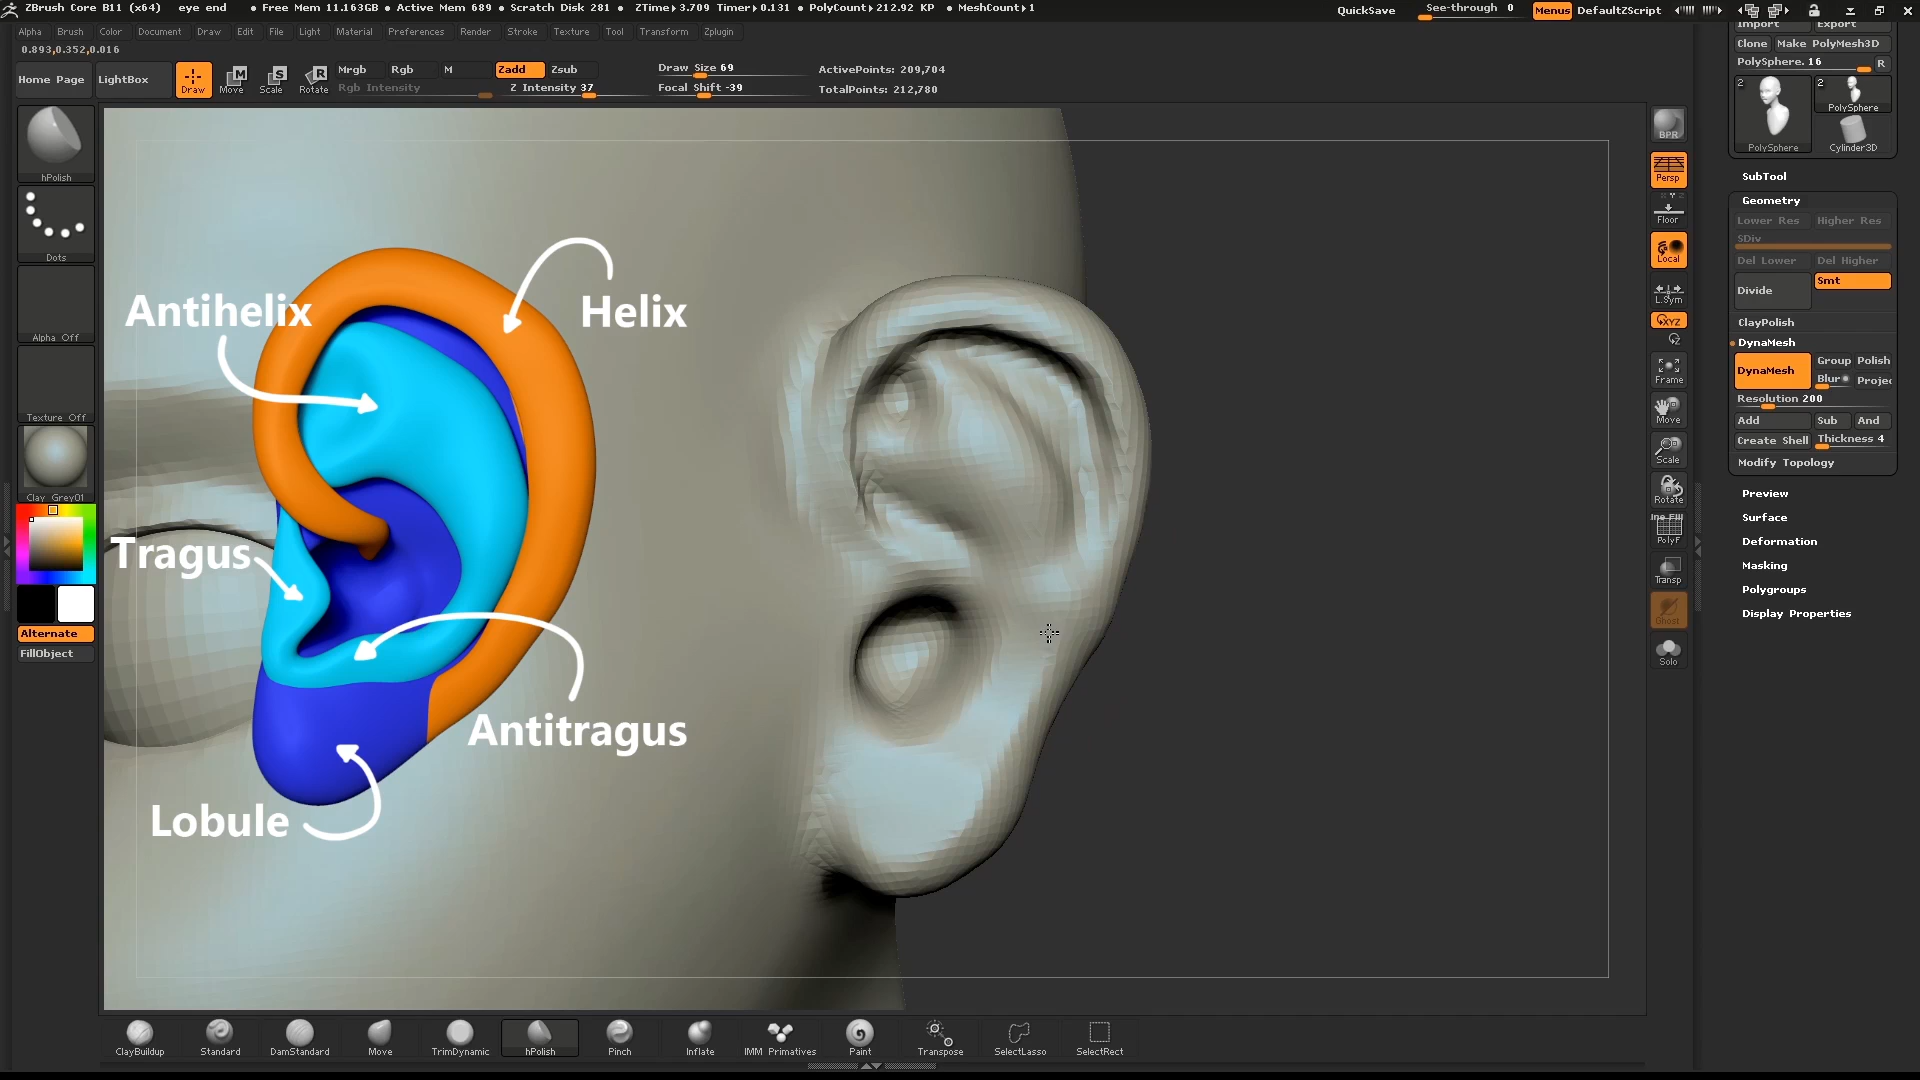 ZBrush Core B11 (x64) eye end • Free Mem 11.163GB • Active Mem 689 • Scratch Disk 281 • ZTime▸3.709 Timer▸0.131 • PolyCount▸212.92 KP • MeshCount▸1
QuickSave See-through 0 Menus DefaultZScript
Alpha Brush Color Document Draw Edit File Light Material Preferences Render Stroke Texture Tool Transform Zplugin
0.893,0.352,0.016
Home Page LightBox Draw Move Scale Rotate
Mrgb Rgb M Zadd Zsub
Rgb Intensity Z Intensity 37
Draw Size 69
Focal Shift -39
ActivePoints: 209,704
TotalPoints: 212,780
hPolish
Dots
Alpha Off
Texture Off
Clay_Grey01
Alternate
FillObject
Antihelix
Helix
Tragus
Antitragus
Lobule
BPR
Persp
Floor
Local
L.Sym
XYZ
Frame
Move
Scale
Rotate
Line Fill
PolyF
Transp
Ghost
Solo
Import Export
Clone Make PolyMesh3D
PolySphere. 16 R
2 2
PolySphere
PolySphere Cylinder3D
SubTool
Geometry
Lower Res Higher Res
SDiv
Del Lower Del Higher
Divide Smt
ClayPolish
DynaMesh
DynaMesh Group Polish
Blur Projec
Resolution 200
Add Sub And
Create Shell Thickness 4
Modify Topology
Preview
Surface
Deformation
Masking
Polygroups
Display Properties
ClayBuildup Standard DamStandard Move TrimDynamic hPolish Pinch Inflate IMM Primatives Paint Transpose SelectLasso SelectRect